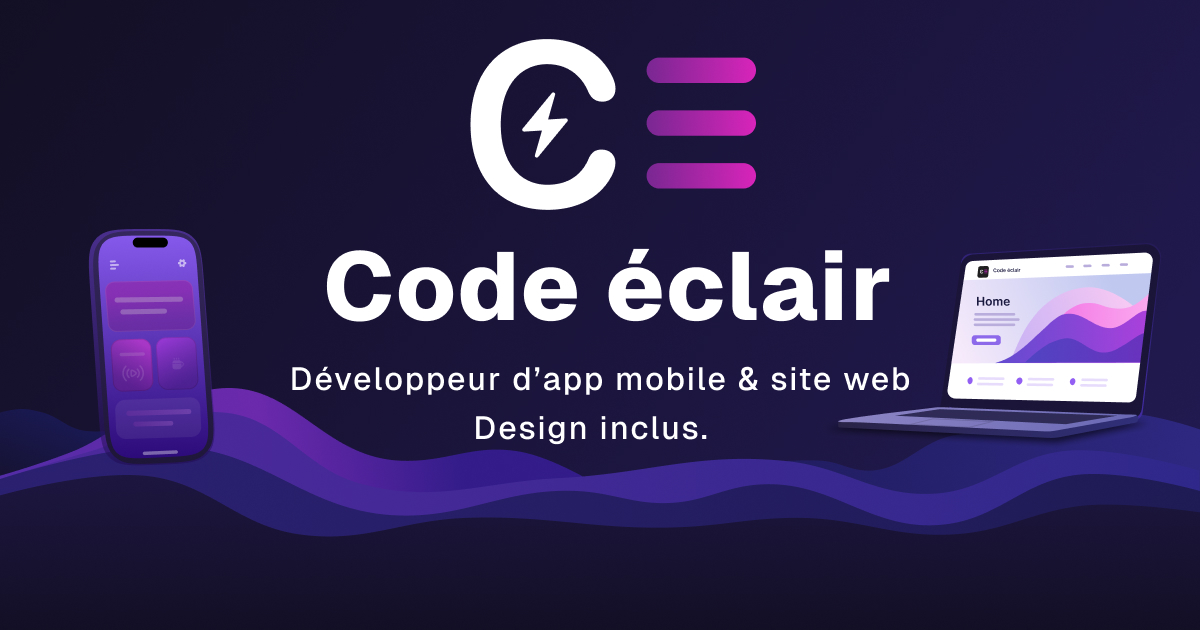 Code éclair
Développeur d’app mobile & site web
Design inclus.
Code éclair
Home